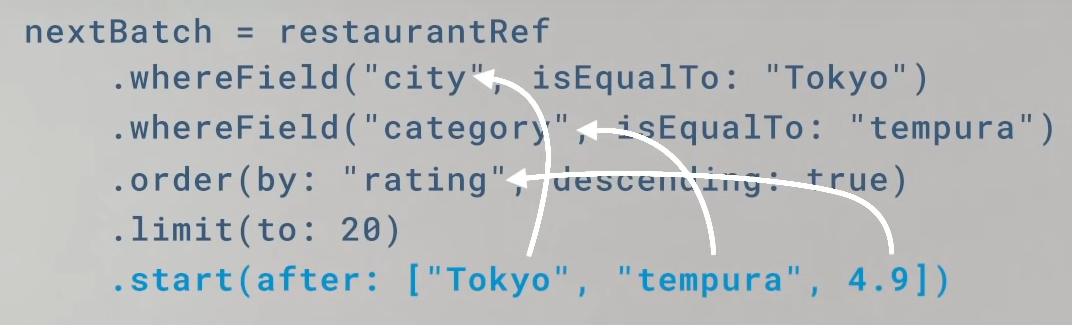 nextBatch = restaurantRef
.whereField("city", isEqualTo: "Tokyo")
.whereField("category", isEqualTo: "tempura")
.order(by: "rating", descending: true)
.limit(to: 20)
.start(after: ["Tokyo", "tempura", 4.9])